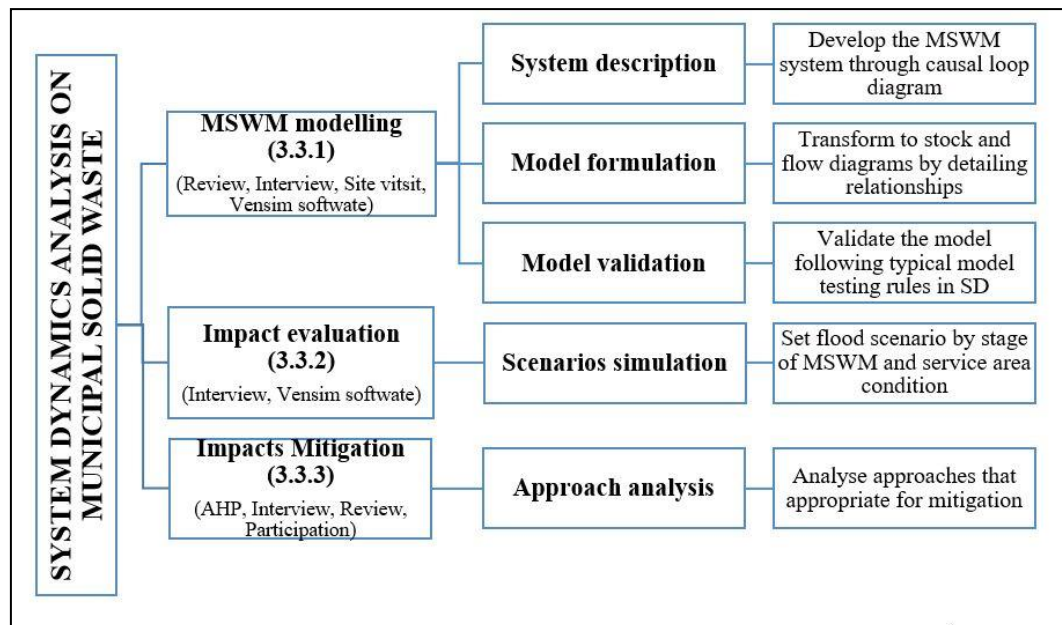 SYSTEM DYNAMICS ANALYSIS ON
MUNICIPAL SOLID WASTE
MSWM modelling
(3.3.1)
(Review, Interview, Site vitsit,
Vensim softwate)
System description
Develop the MSWM
system through causal loop
diagram
Model formulation
Transform to stock and
flow diagrams by detailing
relationships
Model validation
Validate the model
following typical model
testing rules in SD
Impact evaluation
(3.3.2)
(Interview, Vensim softwate)
Scenarios simulation
Set flood scenario by stage
of MSWM and service area
condition
Impacts Mitigation
(3.3.3)
(AHP, Interview, Review,
Participation)
Approach analysis
Analyse approaches that
appropriate for mitigation